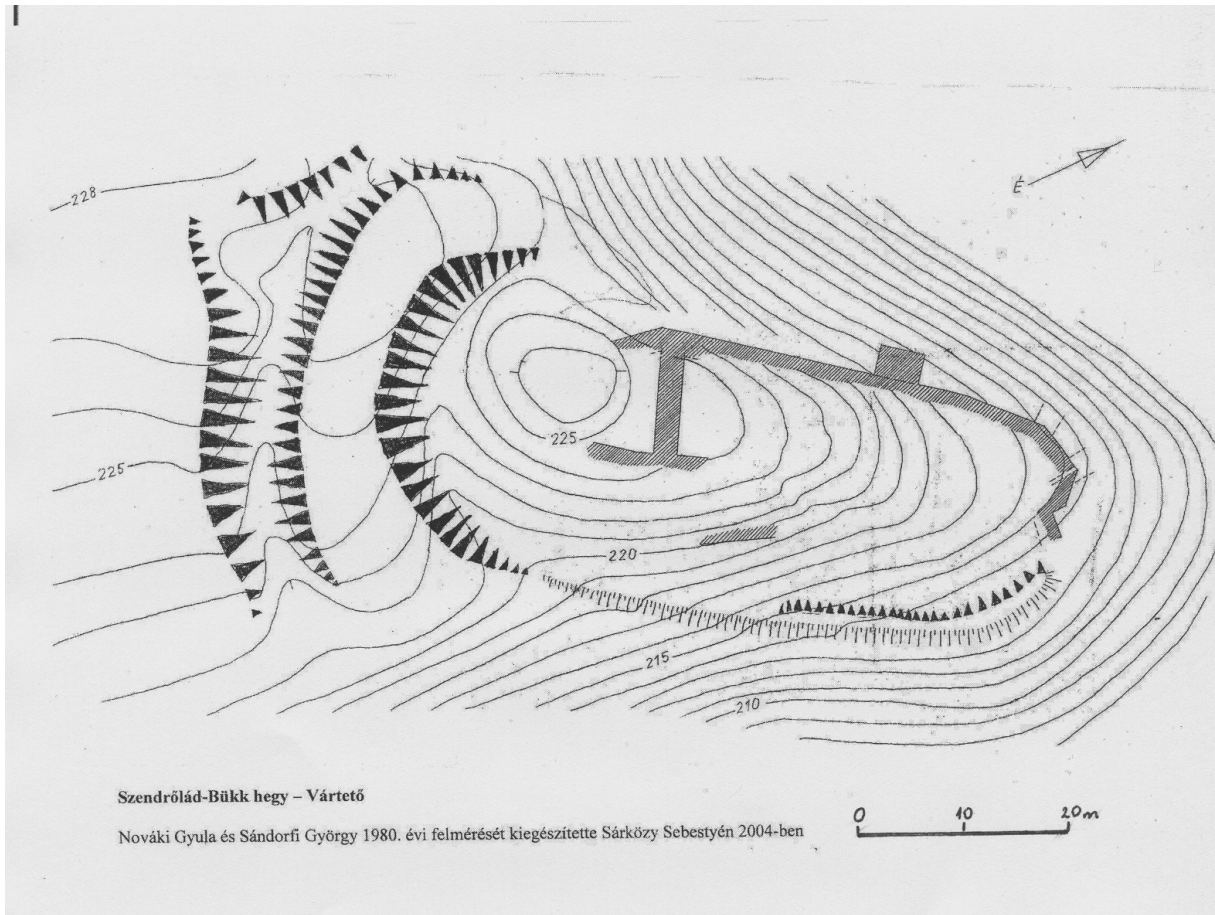 228
É
225
225
220
215
210
Szendrőlád-Bükk hegy – Vártető
Nováki Gyula és Sándorfi György 1980. évi felmérését kiegészítette Sárközy Sebestyén 2004-ben
0 10 20m